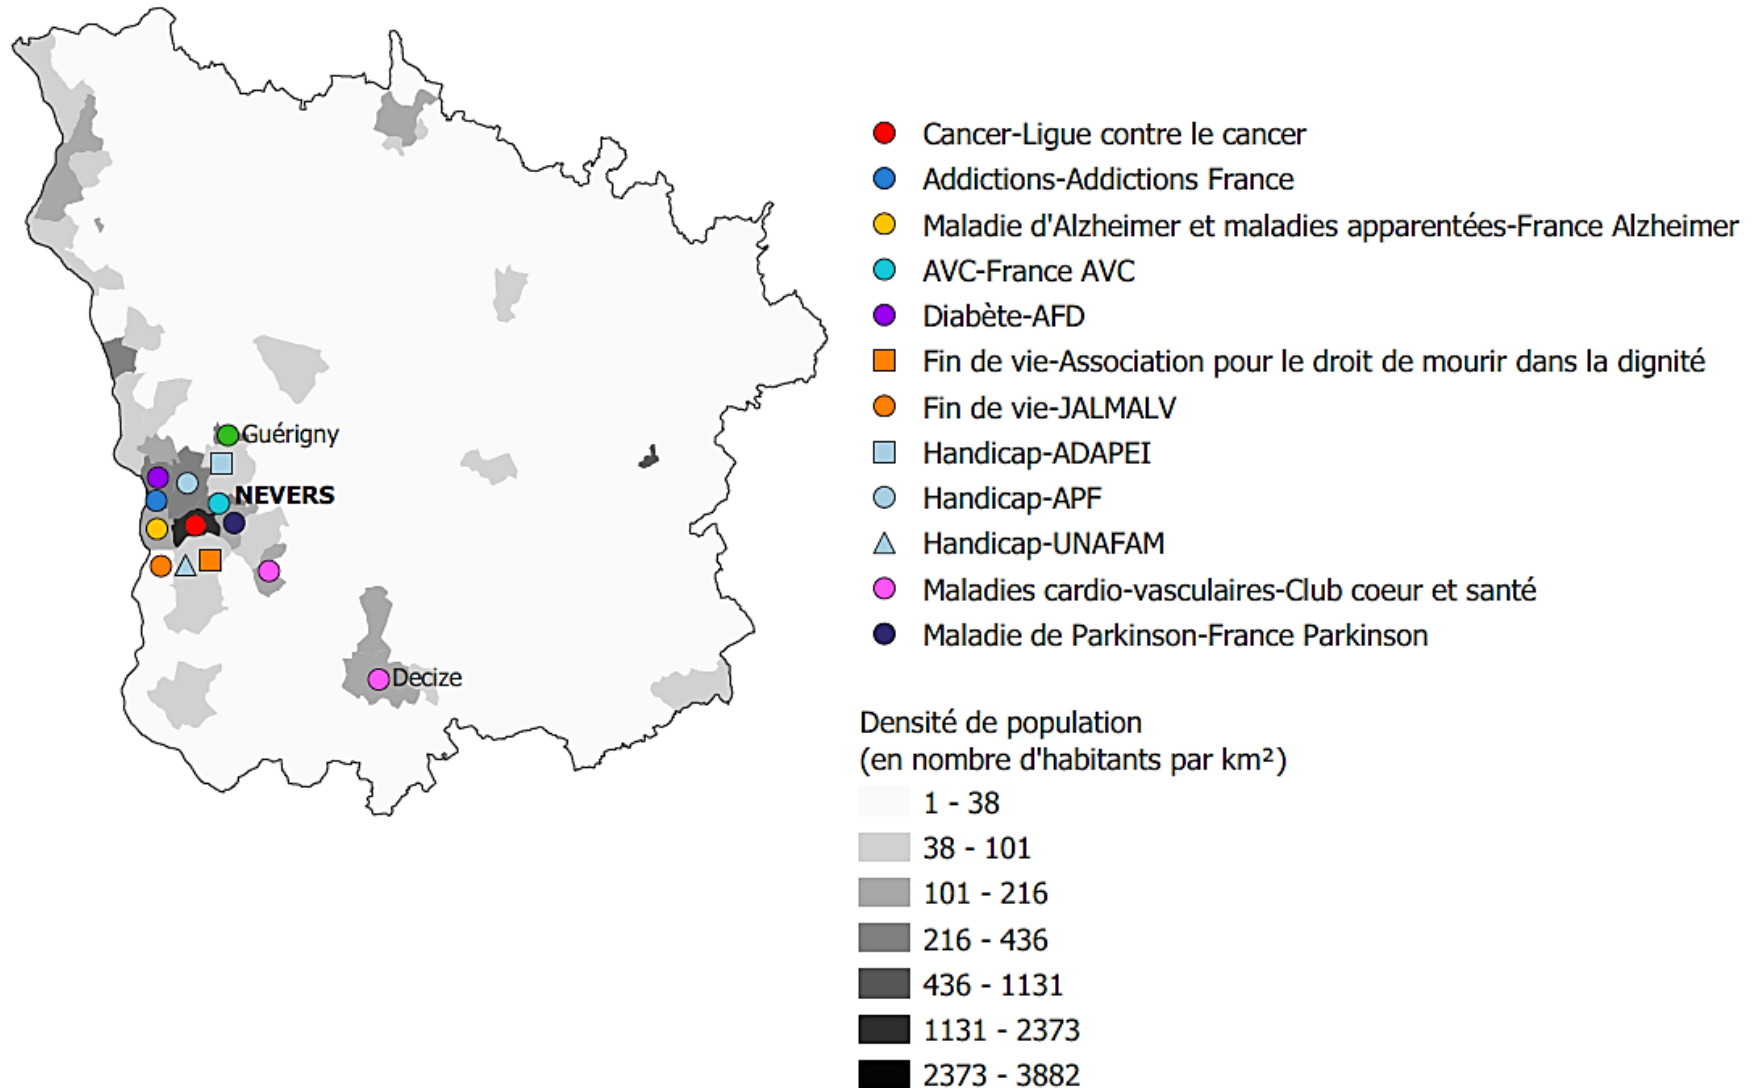 Guérigny
NEVERS
Decize
Cancer-Ligue contre le cancer
Addictions-Addictions France
Maladie d'Alzheimer et maladies apparentées-France Alzheimer
AVC-France AVC
Diabète-AFD
Fin de vie-Association pour le droit de mourir dans la dignité
Fin de vie-JALMALV
Handicap-ADAPEI
Handicap-APF
Handicap-UNAFAM
Maladies cardio-vasculaires-Club coeur et santé
Maladie de Parkinson-France Parkinson
Densité de population
(en nombre d'habitants par km²)
1 - 38
38 - 101
101 - 216
216 - 436
436 - 1131
1131 - 2373
2373 - 3882